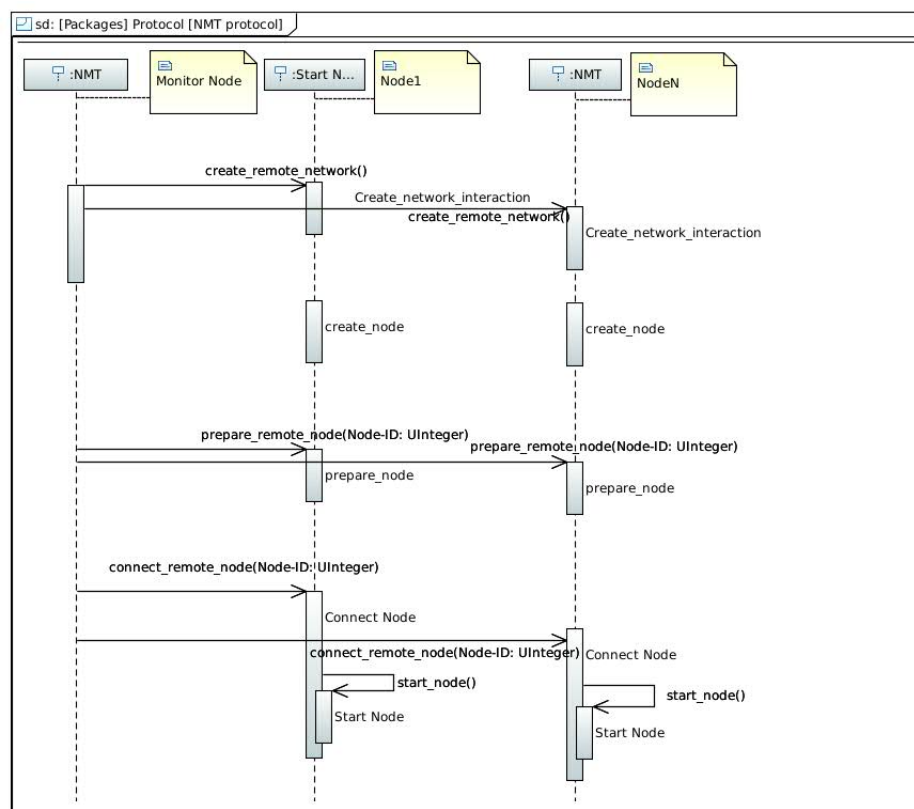 sd: [Packages] Protocol [NMT protocol]
:NMT
Monitor Node
:Start N...
Node1
:NMT
NodeN
create_remote_network()
Create_network_interaction
create_remote_network()
Create_network_interaction
create_node
create_node
prepare_remote_node(Node-ID: UInteger)
prepare_remote_node(Node-ID: UInteger)
prepare_node
prepare_node
connect_remote_node(Node-ID: UInteger)
Connect Node
connect_remote_node(Node-ID: UInteger)
Connect Node
start_node()
start_node()
Start Node
Start Node